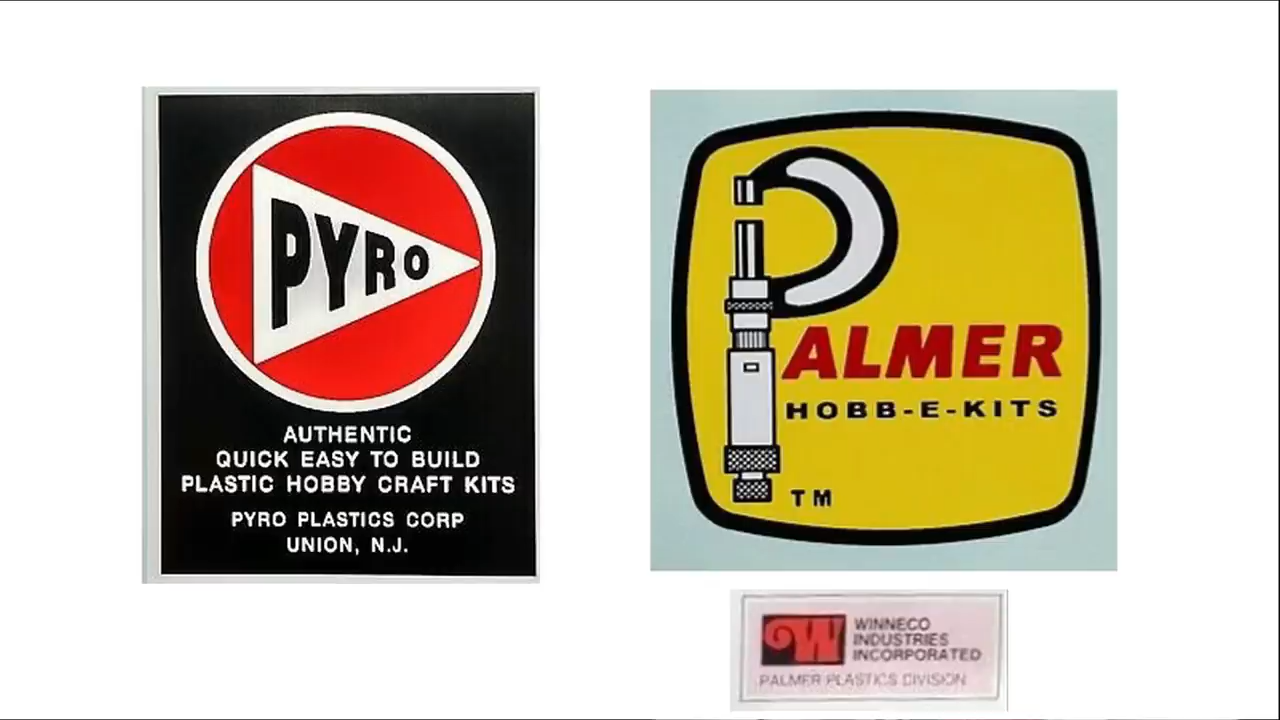 PYRO
AUTHENTIC
QUICK EASY TO BUILD
PLASTIC HOBBY CRAFT KITS
PYRO PLASTICS CORP
UNION, N.J.
PALMER
HOBB-E-KITS
TM
W WINNECO
INDUSTRIES
INCORPORATED
PALMER PLASTICS DIVISION